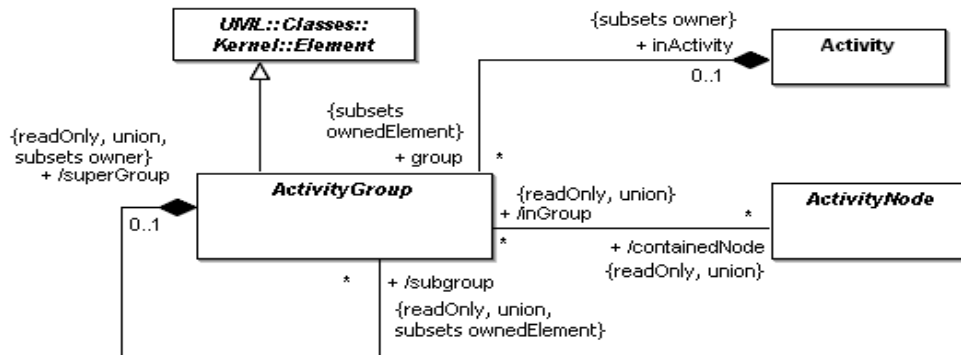 UML::Classes::
Kernel::Element
{subsets owner}
+ inActivity
0..1
Activity
{subsets
ownedElement}
+ group
*
{readOnly, union,
subsets owner}
+ /superGroup
0..1
ActivityGroup
{readOnly, union}
+ /inGroup
*
*
+ /containedNode
{readOnly, union}
ActivityNode
*
+ /subgroup
{readOnly, union,
subsets ownedElement}